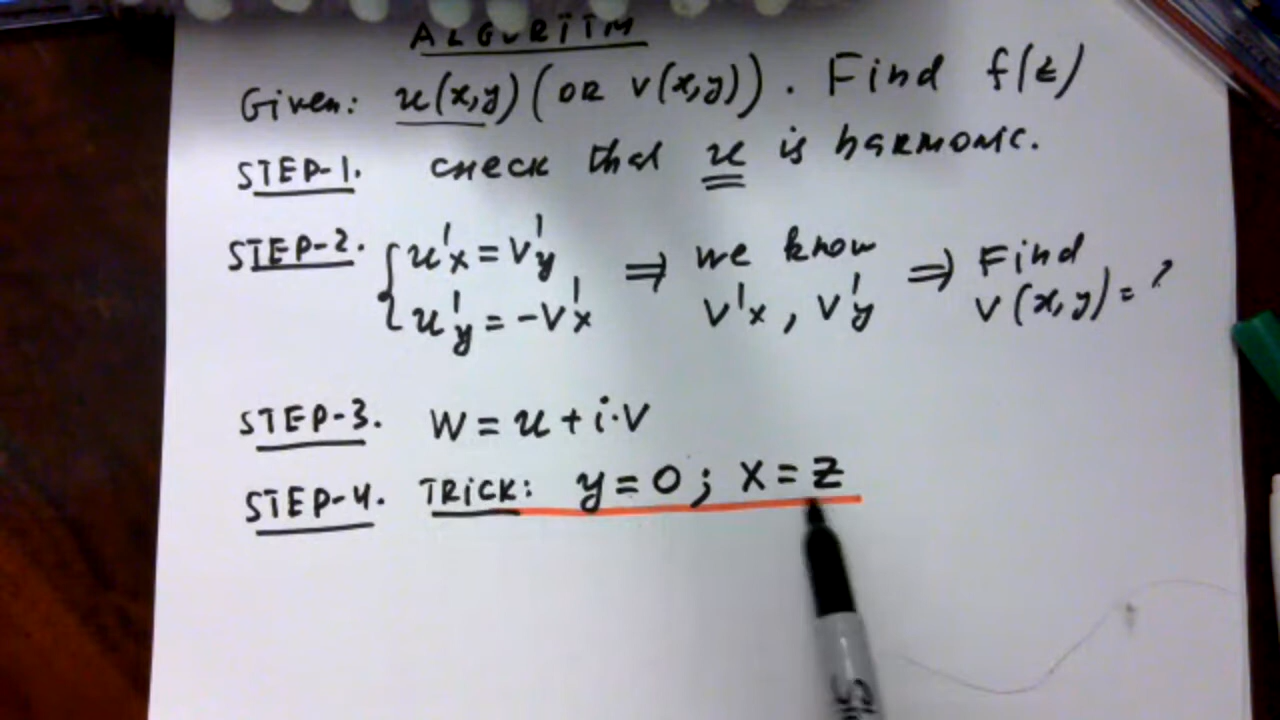 ALGORITM
Given: u(x,y) (OR v(x,y)). Find f(z)
STEP-1. CHECK that u is harmonic.
STEP-2. { u'x = v'y ⇒ we know ⇒ Find
u'y = -v'x v'x, v'y v(x,y) = ?
STEP-3. W = u + i·v
STEP-4. TRICK: y = 0; x = z